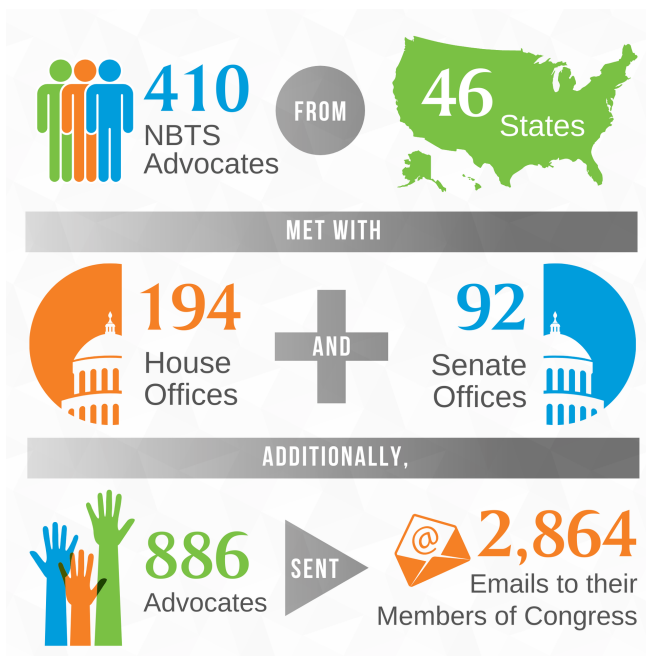 410
NBTS
Advocates
FROM
46 States
MET WITH
194
House
Offices
AND
92
Senate
Offices
ADDITIONALLY,
886
Advocates
SENT
@
2,864
Emails to their
Members of Congress